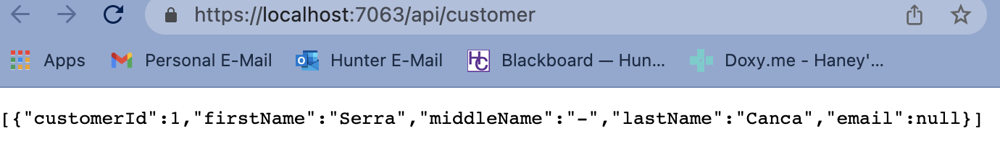 https://localhost:7063/api/customer
Apps Personal E-Mail Hunter E-Mail HC Blackboard — Hun... Doxy.me - Haney'...
[{"customerId":1,"firstName":"Serra","middleName":"-","lastName":"Canca","email":null}]